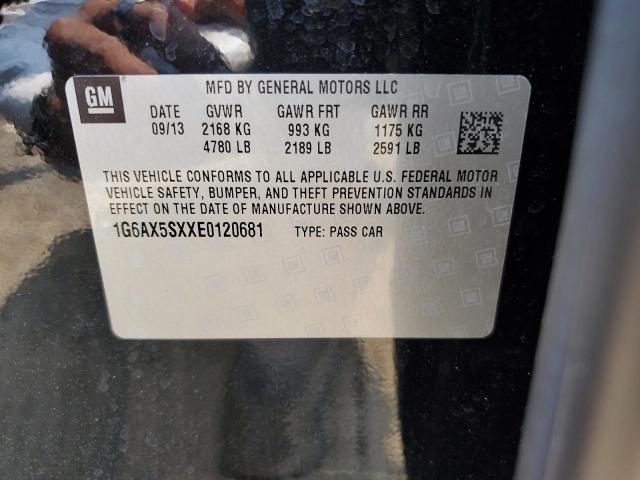 GM
MFD BY GENERAL MOTORS LLC
DATE GVWR GAWR FRT GAWR RR
09/13 2168 KG 993 KG 1175 KG
4780 LB 2189 LB 2591 LB
THIS VEHICLE CONFORMS TO ALL APPLICABLE U.S. FEDERAL MOTOR
VEHICLE SAFETY, BUMPER, AND THEFT PREVENTION STANDARDS IN
EFFECT ON THE DATE OF MANUFACTURE SHOWN ABOVE.
1G6AX5SXXE0120681 TYPE: PASS CAR